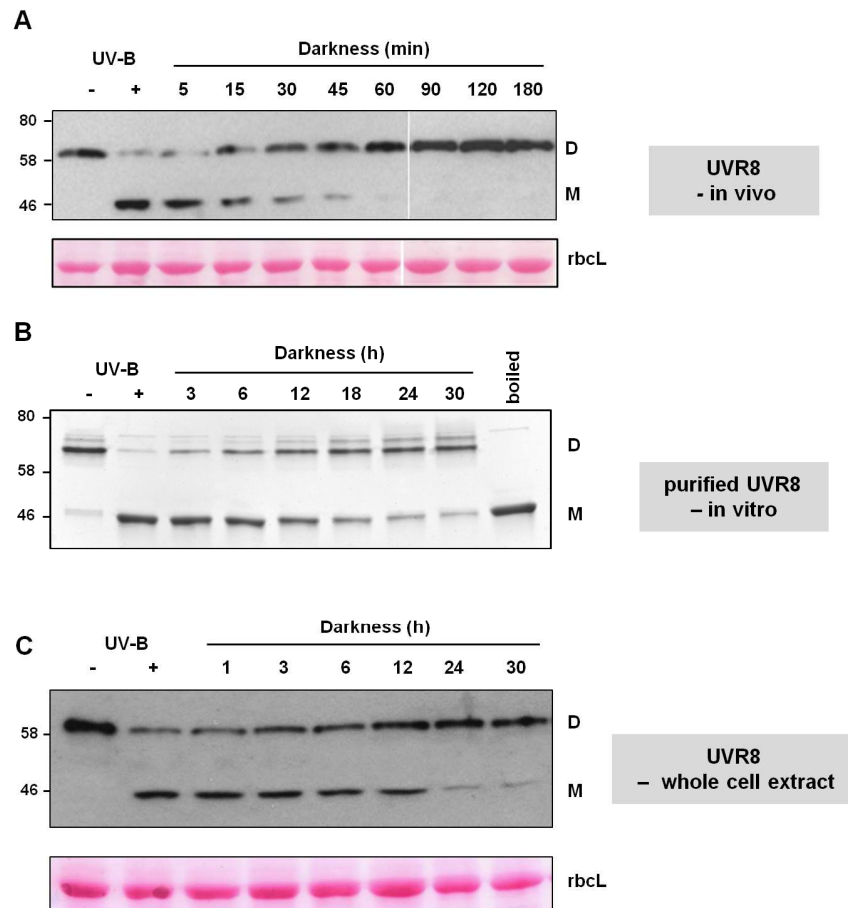 A
Darkness (min)
UV-B
- + 5 15 30 45 60 90 120 180
80
58
46
D
M
UVR8
- in vivo
rbcL
B
Darkness (h)
UV-B
- + 3 6 12 18 24 30 boiled
80
58
46
D
M
purified UVR8
– in vitro
C
Darkness (h)
UV-B
- + 1 3 6 12 24 30
58
46
D
M
UVR8
– whole cell extract
rbcL